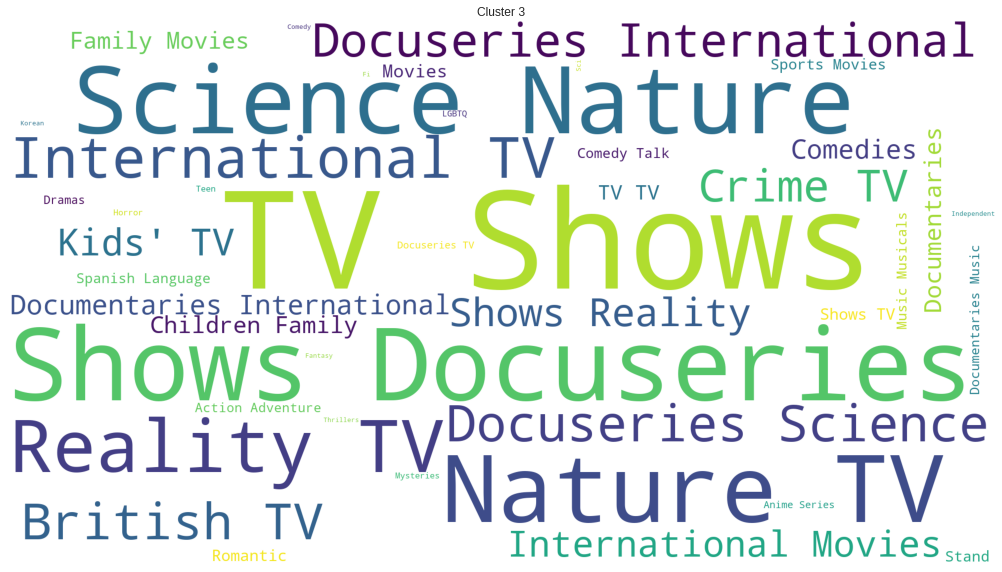 Cluster 3
Comedy
Docuseries International
Family Movies
Science Nature
Movies
Fi
Sci
Sports Movies
LGBTQ
Korean
International TV
Comedy Talk
Comedies
Documentaries
Crime TV
TV TV
Teen
Dramas
Horror
TV Shows
Independent
Kids' TV
Docuseries TV
Music Musicals
Documentaries Music
Spanish Language
Documentaries International
Shows Reality
Shows TV
Children Family
Shows Docuseries
Fantasy
Action Adventure
Thrillers
Docuseries Science
Reality TV
Nature TV
Mysteries
Anime Series
British TV
International Movies
Romantic
Stand